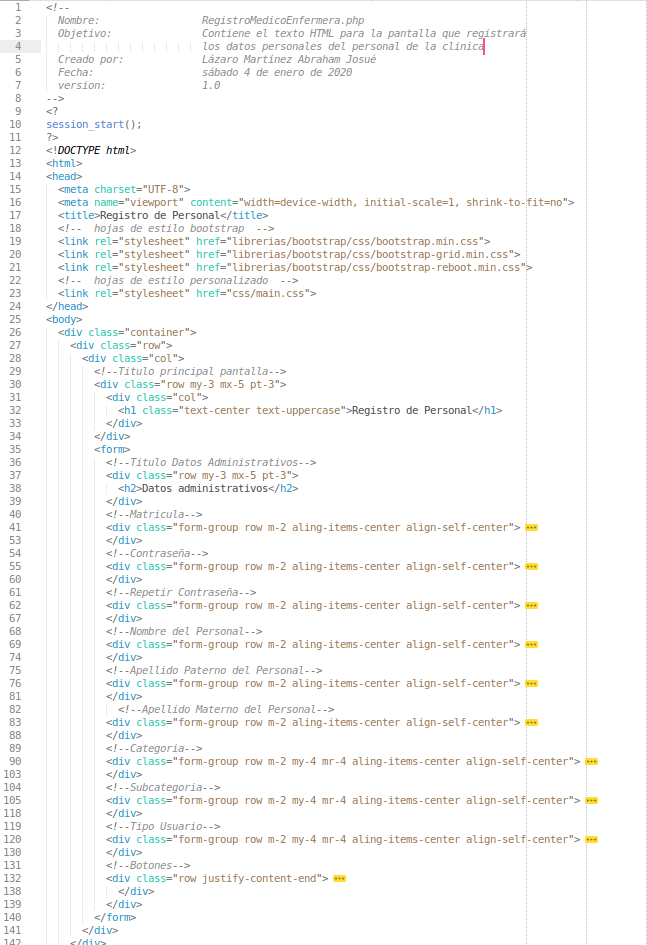 1 <!--
2 Nombre: RegistroMedicoEnfermera.php
3 Objetivo: Contiene el texto HTML para la pantalla que registrará
4 los datos personales del personal de la clinica
5 Creado por: Lázaro Martínez Abraham Josué
6 Fecha: sábado 4 de enero de 2020
7 version: 1.0
8 -->
9 <?
10 session_start();
11 ?>
12 <!DOCTYPE html>
13 <html>
14 <head>
15 <meta charset="UTF-8">
16 <meta name="viewport" content="width=device-width, initial-scale=1, shrink-to-fit=no">
17 <title>Registro de Personal</title>
18 <!-- hojas de estilo bootstrap -->
19 <link rel="stylesheet" href="librerias/bootstrap/css/bootstrap.min.css">
20 <link rel="stylesheet" href="librerias/bootstrap/css/bootstrap-grid.min.css">
21 <link rel="stylesheet" href="librerias/bootstrap/css/bootstrap-reboot.min.css">
22 <!-- hojas de estilo personalizado -->
23 <link rel="stylesheet" href="css/main.css">
24 </head>
25 <body>
26 <div class="container">
27 <div class="row">
28 <div class="col">
29 <!--Titulo principal pantalla-->
30 <div class="row my-3 mx-5 pt-3">
31 <div class="col">
32 <h1 class="text-center text-uppercase">Registro de Personal</h1>
33 </div>
34 </div>
35 <form>
36 <!--Titulo Datos Administrativos-->
37 <div class="row my-3 mx-5 pt-3">
38 <h2>Datos administrativos</h2>
39 </div>
40 <!--Matricula-->
41 <div class="form-group row m-2 aling-items-center align-self-center">
53 </div>
54 <!--Contraseña-->
55 <div class="form-group row m-2 aling-items-center align-self-center">
60 </div>
61 <!--Repetir Contraseña-->
62 <div class="form-group row m-2 aling-items-center align-self-center">
67 </div>
68 <!--Nombre del Personal-->
69 <div class="form-group row m-2 aling-items-center align-self-center">
74 </div>
75 <!--Apellido Paterno del Personal-->
76 <div class="form-group row m-2 aling-items-center align-self-center">
81 </div>
82 <!--Apellido Materno del Personal-->
83 <div class="form-group row m-2 aling-items-center align-self-center">
88 </div>
89 <!--Categoria-->
90 <div class="form-group row m-2 my-4 mr-4 aling-items-center align-self-center">
103 </div>
104 <!--Subcategoria-->
105 <div class="form-group row m-2 my-4 mr-4 aling-items-center align-self-center">
118 </div>
119 <!--Tipo Usuario-->
120 <div class="form-group row m-2 my-4 mr-4 aling-items-center align-self-center">
130 </div>
131 <!--Botones-->
132 <div class="row justify-content-end">
138 </div>
139 </div>
140 </form>
141 </div>
142 </div>